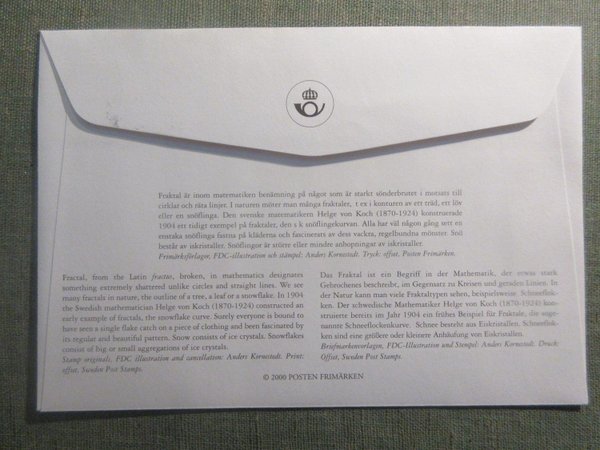 Fraktal är inom matematiken benämning på något som är starkt sönderbrutet i motsats till
cirklar och räta linjer. I naturen möter man många fraktaler, t ex i konturen av ett träd, ett löv
eller en snöflinga. Den svenske matematikern Helge von Koch (1870-1924) konstruerade
1904 ett tidigt exempel på fraktaler, den s k snöflingekurvan. Alla har väl någon gång sett en
enstaka snöflinga fastna på kläderna och fascinerats av dess vackra, regelbundna mönster. Snö
består av iskristaller. Snöflingor är större eller mindre anhopningar av iskristaller.
Frimärksförlagor, FDC-illustration och stämpel: Anders Kornestedt. Tryck: offset, Posten Frimärken.
Fractal, from the Latin fractus, broken, in mathematics designates
something extremely shattered unlike circles and straight lines. We see
many fractals in nature, the outline of a tree, a leaf or a snowflake. In 1904
the Swedish mathematician Helge von Koch (1870-1924) constructed an
early example of fractals, the snowflake curve. Surely everyone is bound to
have seen a single flake catch on a piece of clothing and been fascinated by
its regular and beautiful pattern. Snow consists of ice crystals. Snowflakes
consist of big or small aggregations of ice crystals.
Stamp originals, FDC illustration and cancellation: Anders Kornestedt. Print:
offset, Sweden Post Stamps.
Das Fraktal ist ein Begriff in der Mathematik, der etwas stark
Gebrochenes beschreibt, im Gegensatz zu Kreisen und geraden Linien. In
der Natur kann man viele Fraktaltypen sehen, beispielsweise Schneeflok-
ken. Der schwedische Mathematiker Helge von Koch (1870-1924) kon-
struierte bereits im Jahr 1904 ein frühes Beispiel für Fraktale, die soge-
nannte Schneeflockenkurve. Schnee besteht aus Eiskristallen. Schneeflok-
ken sind eine größere oder kleinere Anhäufung von Eiskristallen.
Briefmarkenvorlagen, FDC-Illustration und Stempel: Anders Kornestedt. Druck:
Offset, Sweden Post Stamps.
© 2000 POSTEN FRIMÄRKEN